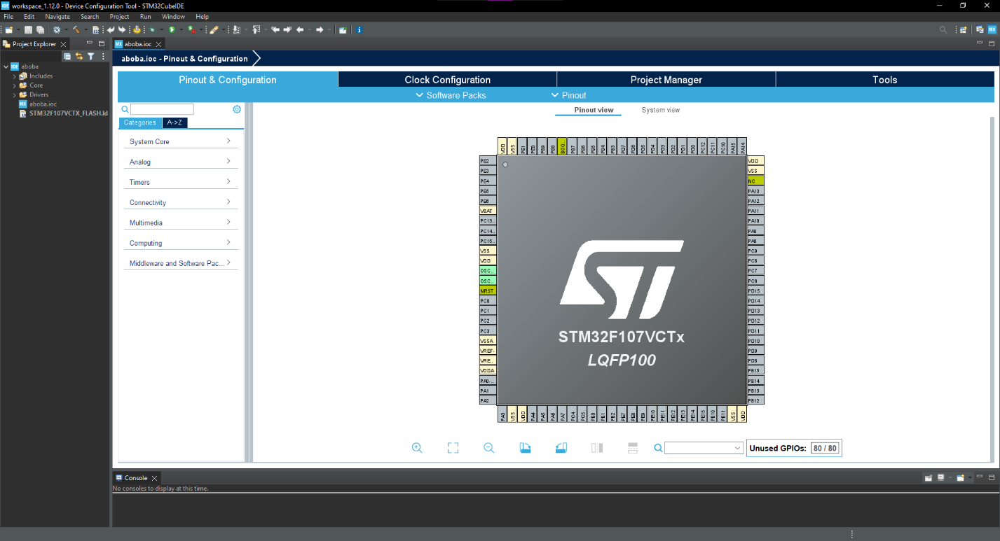 workspace_1.12.0 - Device Configuration Tool - STM32CubeIDE
File Edit Navigate Search Project Run Window Help
Project Explorer
aboba.ioc
aboba
Includes
Core
Drivers
aboba.ioc
STM32F107VCTX_FLASH.ld
aboba.ioc - Pinout & Configuration
Pinout & Configuration Clock Configuration Project Manager Tools
Software Packs Pinout
Pinout view System view
Categories A->Z
System Core
Analog
Timers
Connectivity
Multimedia
Computing
Middleware and Software Pac...
VDD VSS PE1 PE0 PB9 PB8 BOO.. PB7 PB6 PB5 PB4 PB3 PD7 PD6 PD5 PD4 PD3 PD2 PD1 PD0 PC12 PC11 PC10 PA15 PA14
PE2
PE3
PE4
PE5
PE6
VBAT
PC13..
PC14..
PC15..
VSS
VDD
OSC..
OSC..
NRST
PC0
PC1
PC2
PC3
VSSA
VREF-
VRE..
VDDA
PA0-..
PA1
PA2
STM32F107VCTx
LQFP100
VDD
VSS
NC
PA13
PA12
PA11
PA10
PA9
PA8
PC9
PC8
PC7
PC6
PD15
PD14
PD13
PD12
PD11
PD10
PD9
PD8
PB15
PB14
PB13
PB12
PA3 VSS VDD PA4 PA5 PA6 PA7 PC4 PC5 PB0 PB1 PB2 PE7 PE8 PE9 PE10 PE11 PE12 PE13 PE14 PE15 PB10 PB11 VSS VDD
Unused GPIOs: 80 / 80
Console
No consoles to display at this time.